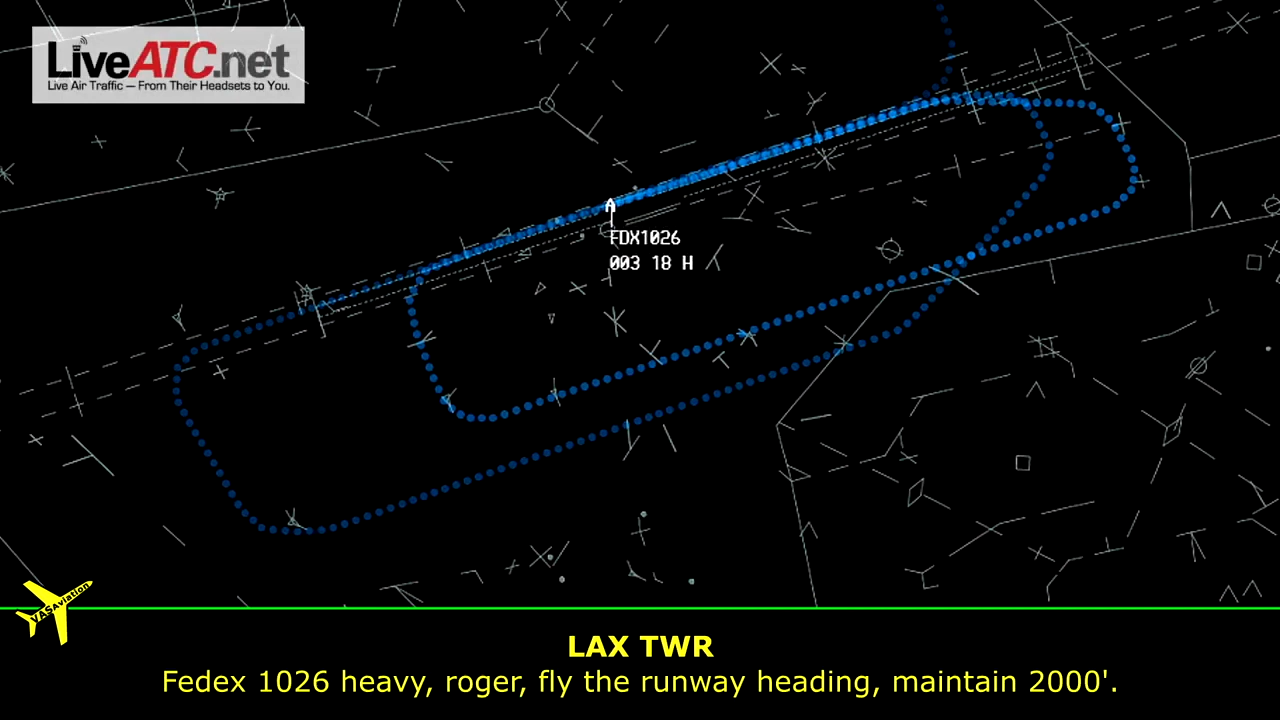 LiveATC.net
Live Air Traffic — From Their Headsets to You.
A
FDX1026
003 18 H
VASAviation
LAX TWR
Fedex 1026 heavy, roger, fly the runway heading, maintain 2000'.